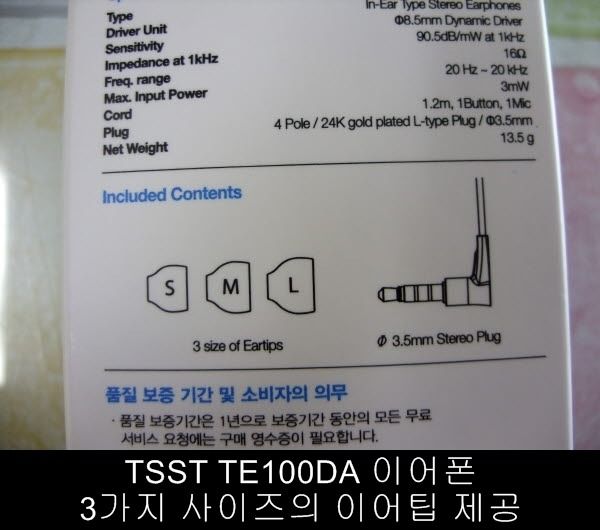 Type In-Ear Type Stereo Earphones
Driver Unit Φ8.5mm Dynamic Driver
Sensitivity 90.5dB/mW at 1kHz
Impedance at 1kHz 16Ω
Freq. range 20 Hz ~ 20 kHz
Max. Input Power 3mW
Cord 1.2m, 1Button, 1Mic
Plug 4 Pole / 24K gold plated L-type Plug / Φ3.5mm
Net Weight 13.5 g
Included Contents
S M L
3 size of Eartips Φ 3.5mm Stereo Plug
품질 보증 기간 및 소비자의 의무
· 품질 보증기간은 1년으로 보증기간 동안의 모든 무료
서비스 요청에는 구매 영수증이 필요합니다.
TSST TE100DA 이어폰
3가지 사이즈의 이어팁 제공